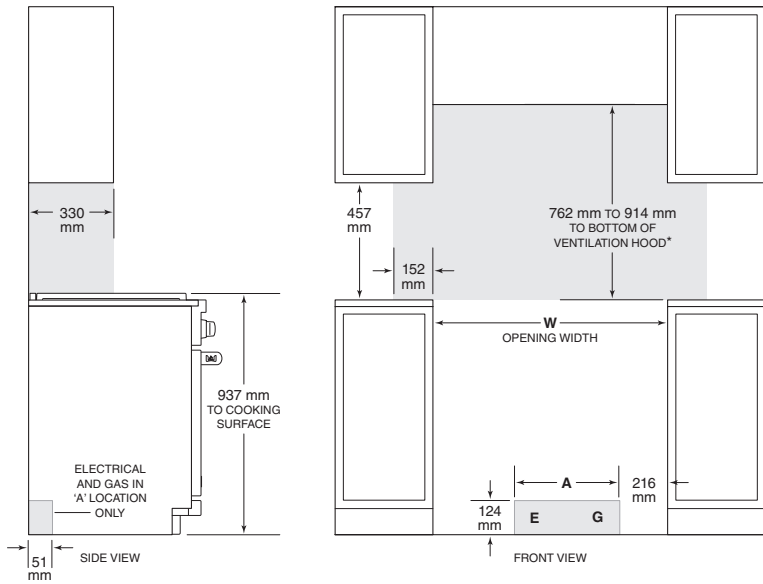 330
mm
937 mm
TO COOKING
SURFACE
ELECTRICAL
AND GAS IN
‘A’ LOCATION
ONLY
51
mm
SIDE VIEW
457
mm
762 mm TO 914 mm
TO BOTTOM OF
VENTILATION HOOD*
152
mm
W
OPENING WIDTH
A
216
mm
124
mm
E G
FRONT VIEW